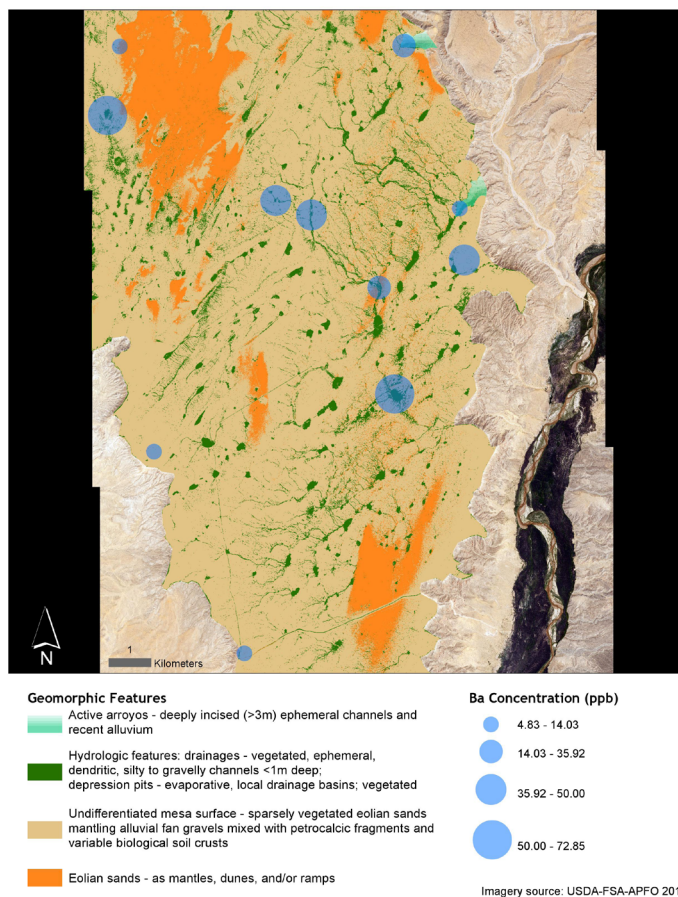 N
1
Kilometers
Geomorphic Features
Active arroyos - deeply incised (>3m) ephemeral channels and
recent alluvium
Hydrologic features: drainages - vegetated, ephemeral,
dendritic, silty to gravelly channels <1m deep;
depression pits - evaporative, local drainage basins; vegetated
Undifferentiated mesa surface - sparsely vegetated eolian sands
mantling alluvial fan gravels mixed with petrocalcic fragments and
variable biological soil crusts
Eolian sands - as mantles, dunes, and/or ramps
Ba Concentration (ppb)
4.83 - 14.03
14.03 - 35.92
35.92 - 50.00
50.00 - 72.85
Imagery source: USDA-FSA-APFO 201